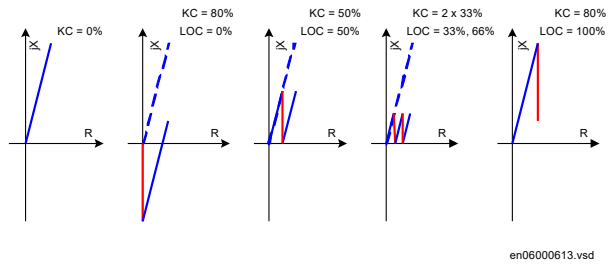 KC = 0%
jX
R
KC = 80%
LOC = 0%
jX
R
KC = 50%
LOC = 50%
jX
R
KC = 2 x 33%
LOC = 33%, 66%
jX
R
KC = 80%
LOC = 100%
jX
R
en06000613.vsd